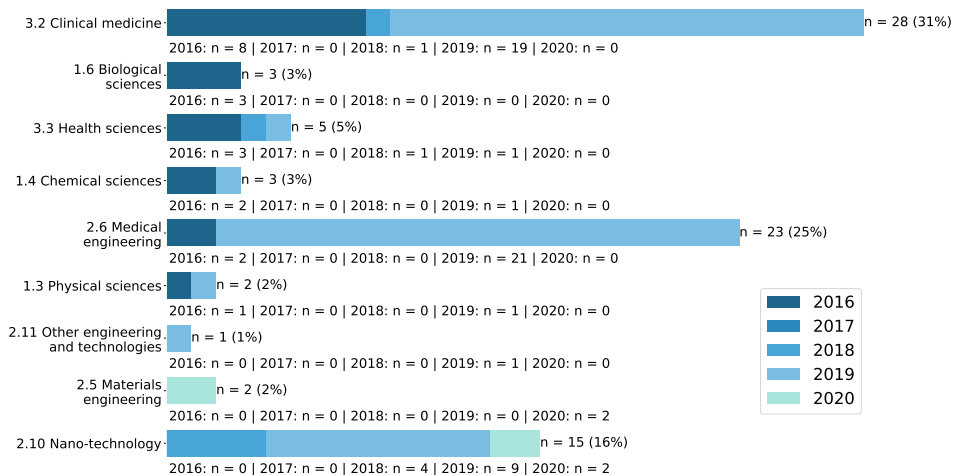 3.2 Clinical medicine
n = 28 (31%)
2016: n = 8 | 2017: n = 0 | 2018: n = 1 | 2019: n = 19 | 2020: n = 0
1.6 Biological
sciences
n = 3 (3%)
2016: n = 3 | 2017: n = 0 | 2018: n = 0 | 2019: n = 0 | 2020: n = 0
3.3 Health sciences
n = 5 (5%)
2016: n = 3 | 2017: n = 0 | 2018: n = 1 | 2019: n = 1 | 2020: n = 0
1.4 Chemical sciences
n = 3 (3%)
2016: n = 2 | 2017: n = 0 | 2018: n = 0 | 2019: n = 1 | 2020: n = 0
2.6 Medical
engineering
n = 23 (25%)
2016: n = 2 | 2017: n = 0 | 2018: n = 0 | 2019: n = 21 | 2020: n = 0
1.3 Physical sciences
n = 2 (2%)
2016: n = 1 | 2017: n = 0 | 2018: n = 0 | 2019: n = 1 | 2020: n = 0
2.11 Other engineering
and technologies
n = 1 (1%)
2016: n = 0 | 2017: n = 0 | 2018: n = 0 | 2019: n = 1 | 2020: n = 0
2.5 Materials
engineering
n = 2 (2%)
2016: n = 0 | 2017: n = 0 | 2018: n = 0 | 2019: n = 0 | 2020: n = 2
2.10 Nano-technology
n = 15 (16%)
2016: n = 0 | 2017: n = 0 | 2018: n = 4 | 2019: n = 9 | 2020: n = 2
2016
2017
2018
2019
2020